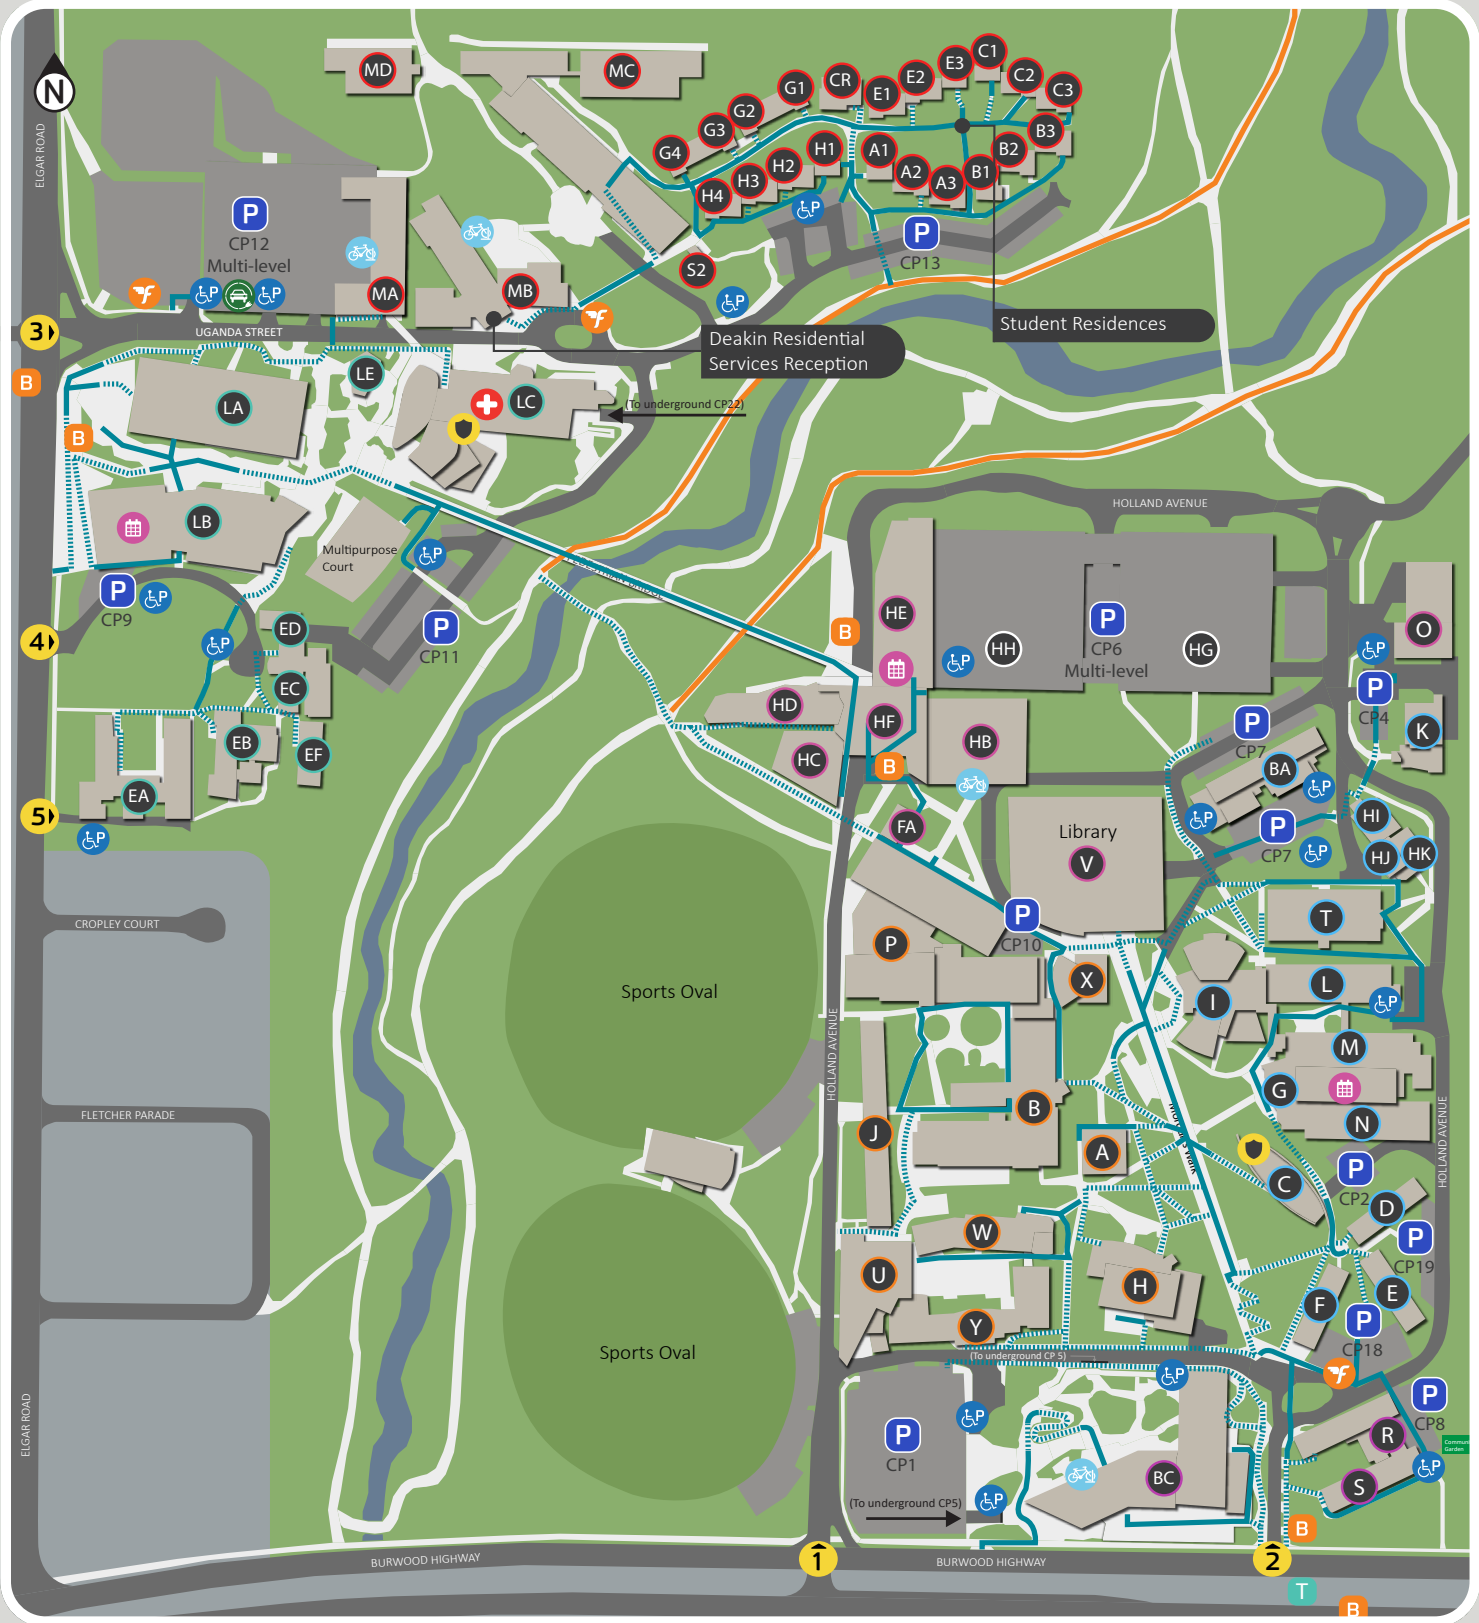 MD
MC
G1
CR
E1
E2
E3
C1
C2
C3
G2
G3
G4
H1
H2
H3
H4
A1
A2
A3
B1
B2
B3
N
ELGAR ROAD
P
CP12
Multi-level
P
CP13
P
S2
MA
MB
P
P
P
3
UGANDA STREET
Student Residences
Deakin Residential
Services Reception
B
LE
LA
LC
(To underground CP22)
B
LB
Multipurpose
Court
P
HOLLAND AVENUE
P
CP9
P
P
CP11
4
P
ED
EC
EB
EF
EA
5
P
HE
B
HH
P
P
CP6
Multi-level
HG
O
P
P
CP4
K
HD
HF
HC
HB
B
P
CP7
BA
P
P
P
CP7
P
HI
HJ
HK
FA
Library
V
P
CP10
P
X
T
L
P
I
M
G
N
CROPLEY COURT
FLETCHER PARADE
Sports Oval
HOLLAND AVENUE
J
B
A
C
P
CP2
D
P
CP19
HOLLAND AVENUE
W
U
Y
H
F
E
P
CP18
Sports Oval
(To underground CP 5)
P
P
P
CP1
P
(To underground CP5)
BC
P
CP8
Community
Garden
R
S
P
ELGAR ROAD
B
1
2
BURWOOD HIGHWAY
BURWOOD HIGHWAY
T
B